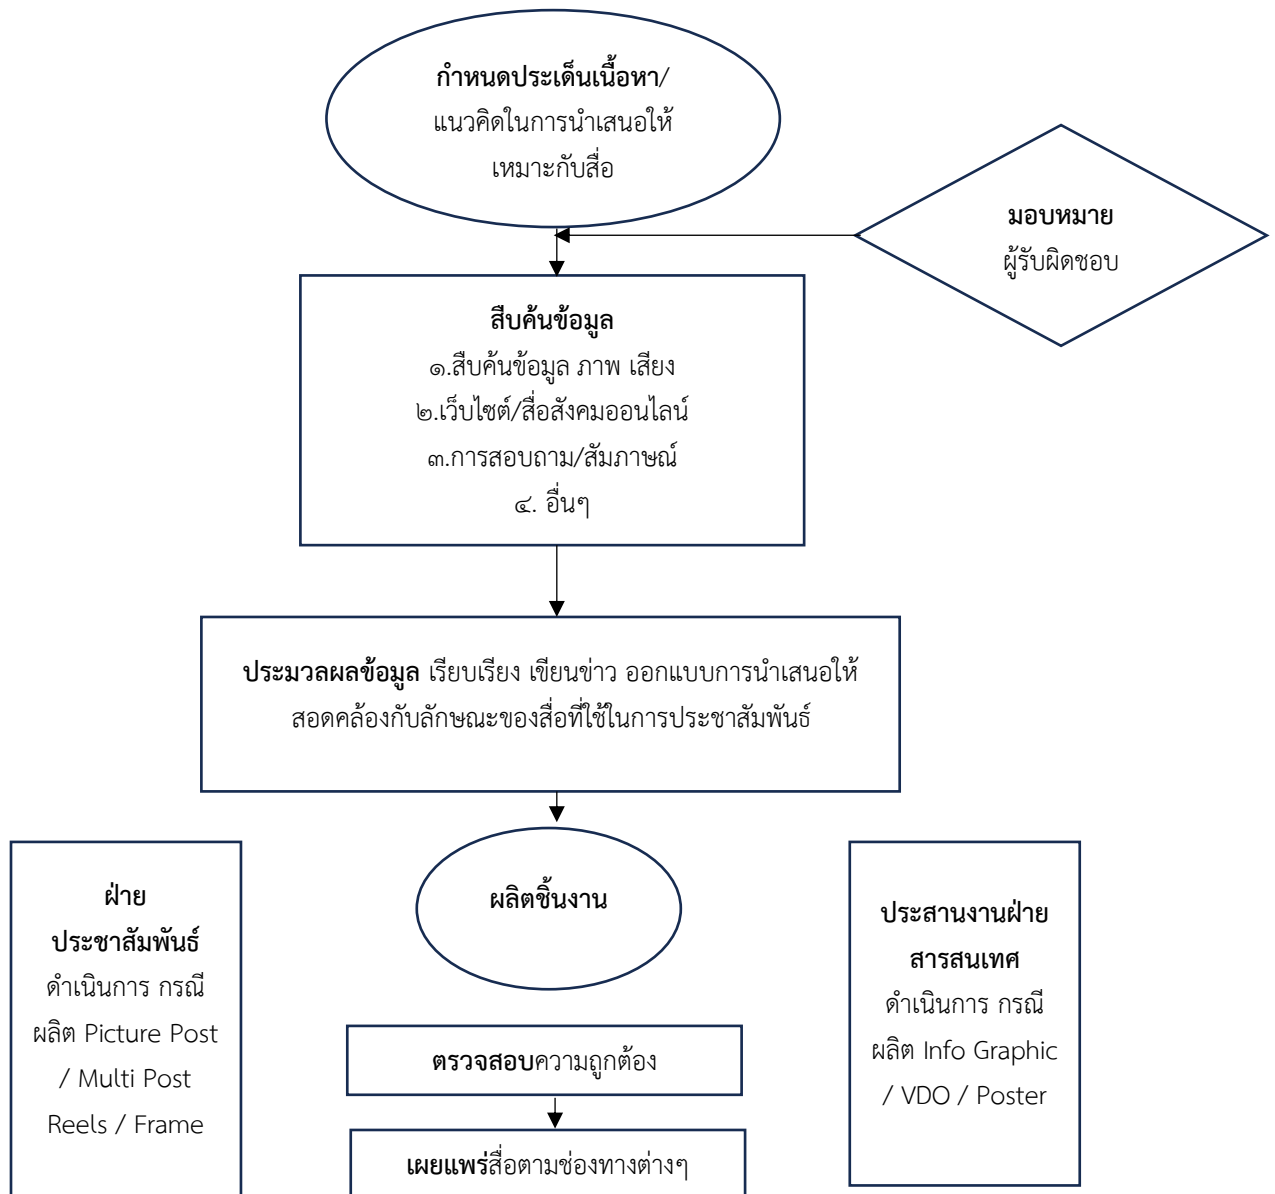 กำหนดประเด็นเนื้อหา/
แนวคิดในการนำเสนอให้
เหมาะกับสื่อ
มอบหมาย
ผู้รับผิดชอบ
สืบค้นข้อมูล
๑.สืบค้นข้อมูล ภาพ เสียง
๒.เว็บไซต์/สื่อสังคมออนไลน์
๓.การสอบถาม/สัมภาษณ์
๔. อื่นๆ
ประมวลผลข้อมูล เรียบเรียง เขียนข่าว ออกแบบการนำเสนอให้
สอดคล้องกับลักษณะของสื่อที่ใช้ในการประชาสัมพันธ์
ฝ่าย
ประชาสัมพันธ์
ดำเนินการ กรณี
ผลิต Picture Post
/ Multi Post
Reels / Frame
ผลิตชิ้นงาน
ประสานงานฝ่าย
สารสนเทศ
ดำเนินการ กรณี
ผลิต Info Graphic
/ VDO / Poster
ตรวจสอบความถูกต้อง
เผยแพร่สื่อตามช่องทางต่างๆ